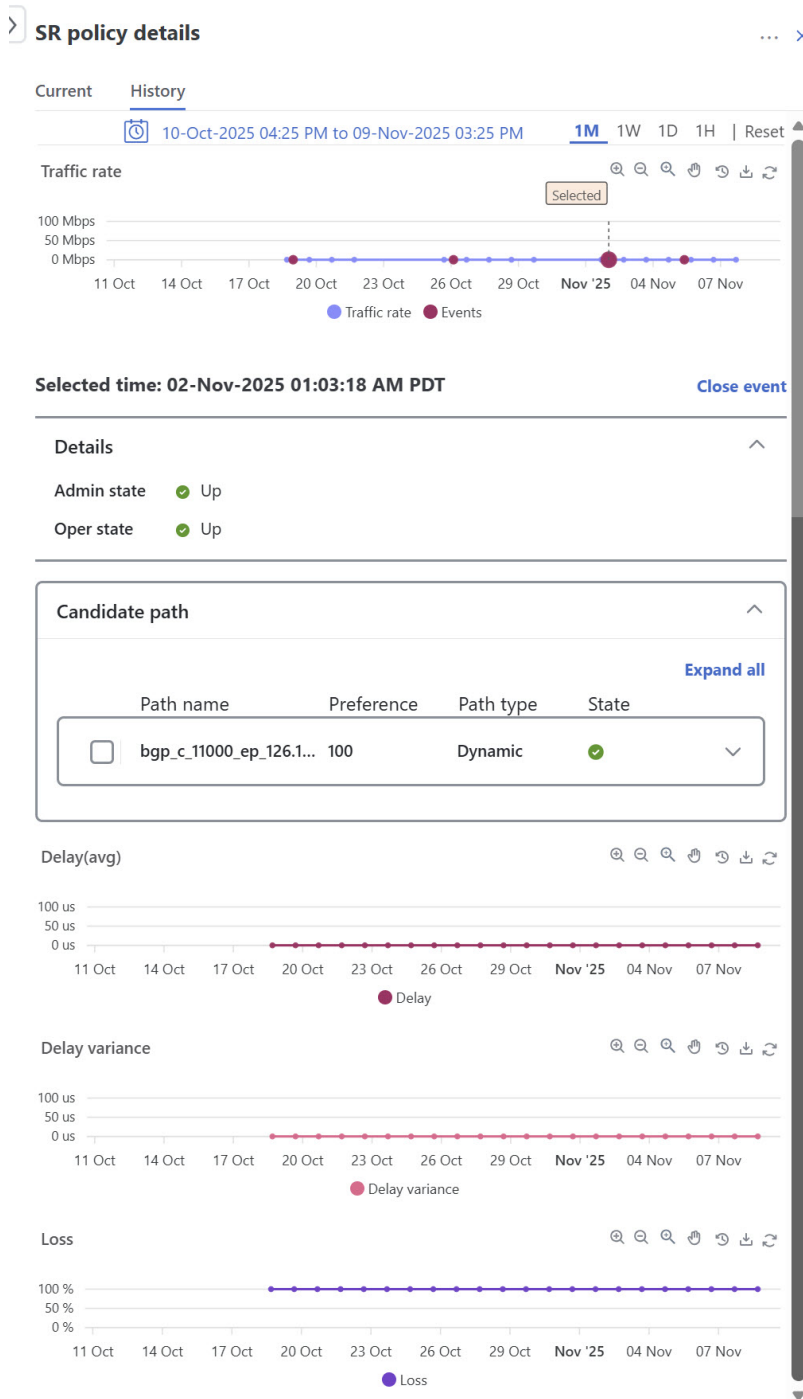 SR policy details
Current History
10-Oct-2025 04:25 PM to 09-Nov-2025 03:25 PM 1M 1W 1D 1H | Reset
Traffic rate
Selected
100 Mbps
50 Mbps
0 Mbps
11 Oct 14 Oct 17 Oct 20 Oct 23 Oct 26 Oct 29 Oct Nov '25 04 Nov 07 Nov
Traffic rate Events
Selected time: 02-Nov-2025 01:03:18 AM PDT Close event
Details
Admin state Up
Oper state Up
Candidate path
Expand all
Path name Preference Path type State
bgp_c_11000_ep_126.1... 100 Dynamic
Delay(avg)
100 us
50 us
0 us
11 Oct 14 Oct 17 Oct 20 Oct 23 Oct 26 Oct 29 Oct Nov '25 04 Nov 07 Nov
Delay
Delay variance
100 us
50 us
0 us
11 Oct 14 Oct 17 Oct 20 Oct 23 Oct 26 Oct 29 Oct Nov '25 04 Nov 07 Nov
Delay variance
Loss
100 %
50 %
0 %
11 Oct 14 Oct 17 Oct 20 Oct 23 Oct 26 Oct 29 Oct Nov '25 04 Nov 07 Nov
Loss